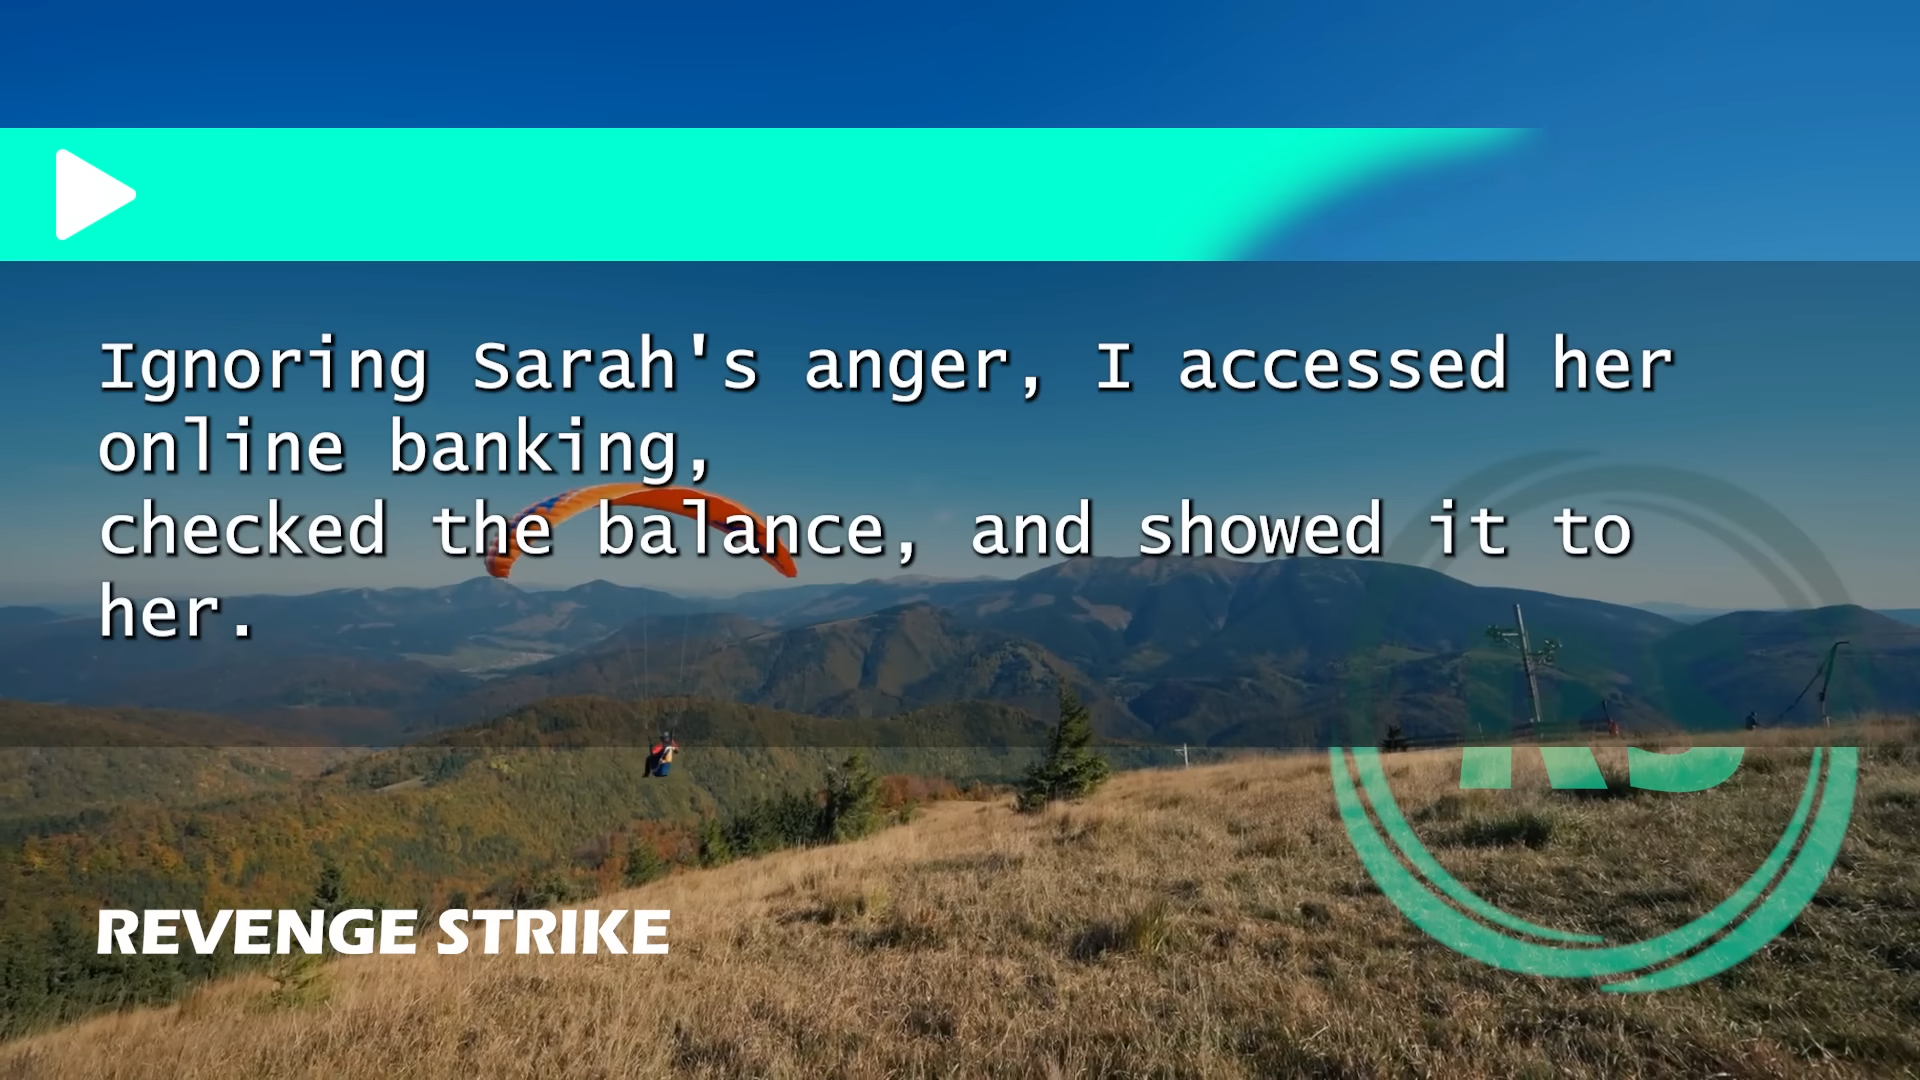 Ignoring Sarah's anger, I accessed her
online banking,
checked the balance, and showed it to
her.
REVENGE STRIKE